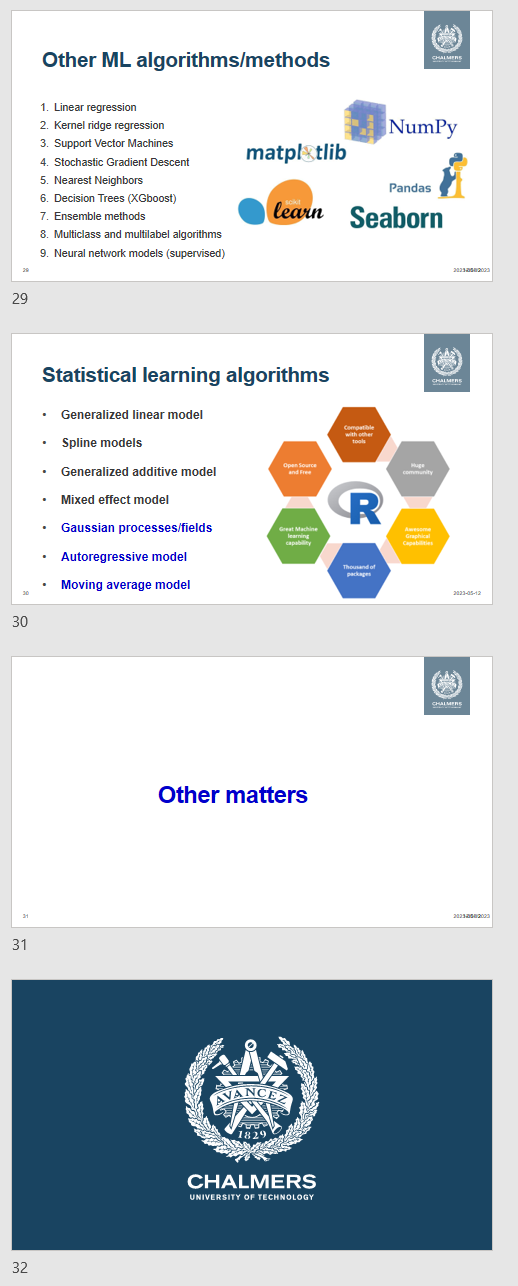 CHALMERS
Other ML algorithms/methods
1. Linear regression
2. Kernel ridge regression
3. Support Vector Machines
4. Stochastic Gradient Descent
5. Nearest Neighbors
6. Decision Trees (XGboost)
7. Ensemble methods
8. Multiclass and multilabel algorithms
9. Neural network models (supervised)
NumPy
matplotlib
Pandas
scikit
learn
Seaborn
29
CHALMERS
Statistical learning algorithms
• Generalized linear model
• Spline models
• Generalized additive model
• Mixed effect model
• Gaussian processes/fields
• Autoregressive model
• Moving average model
Compatible
with other
tools
Open Source
and Free
Huge
community
R
Great Machine
learning
capability
Awesome
Graphical
Capabilities
Thousand of
packages
30
2023-05-12
30
CHALMERS
Other matters
31
31
AVANCEZ
1829
CHALMERS
UNIVERSITY OF TECHNOLOGY
32